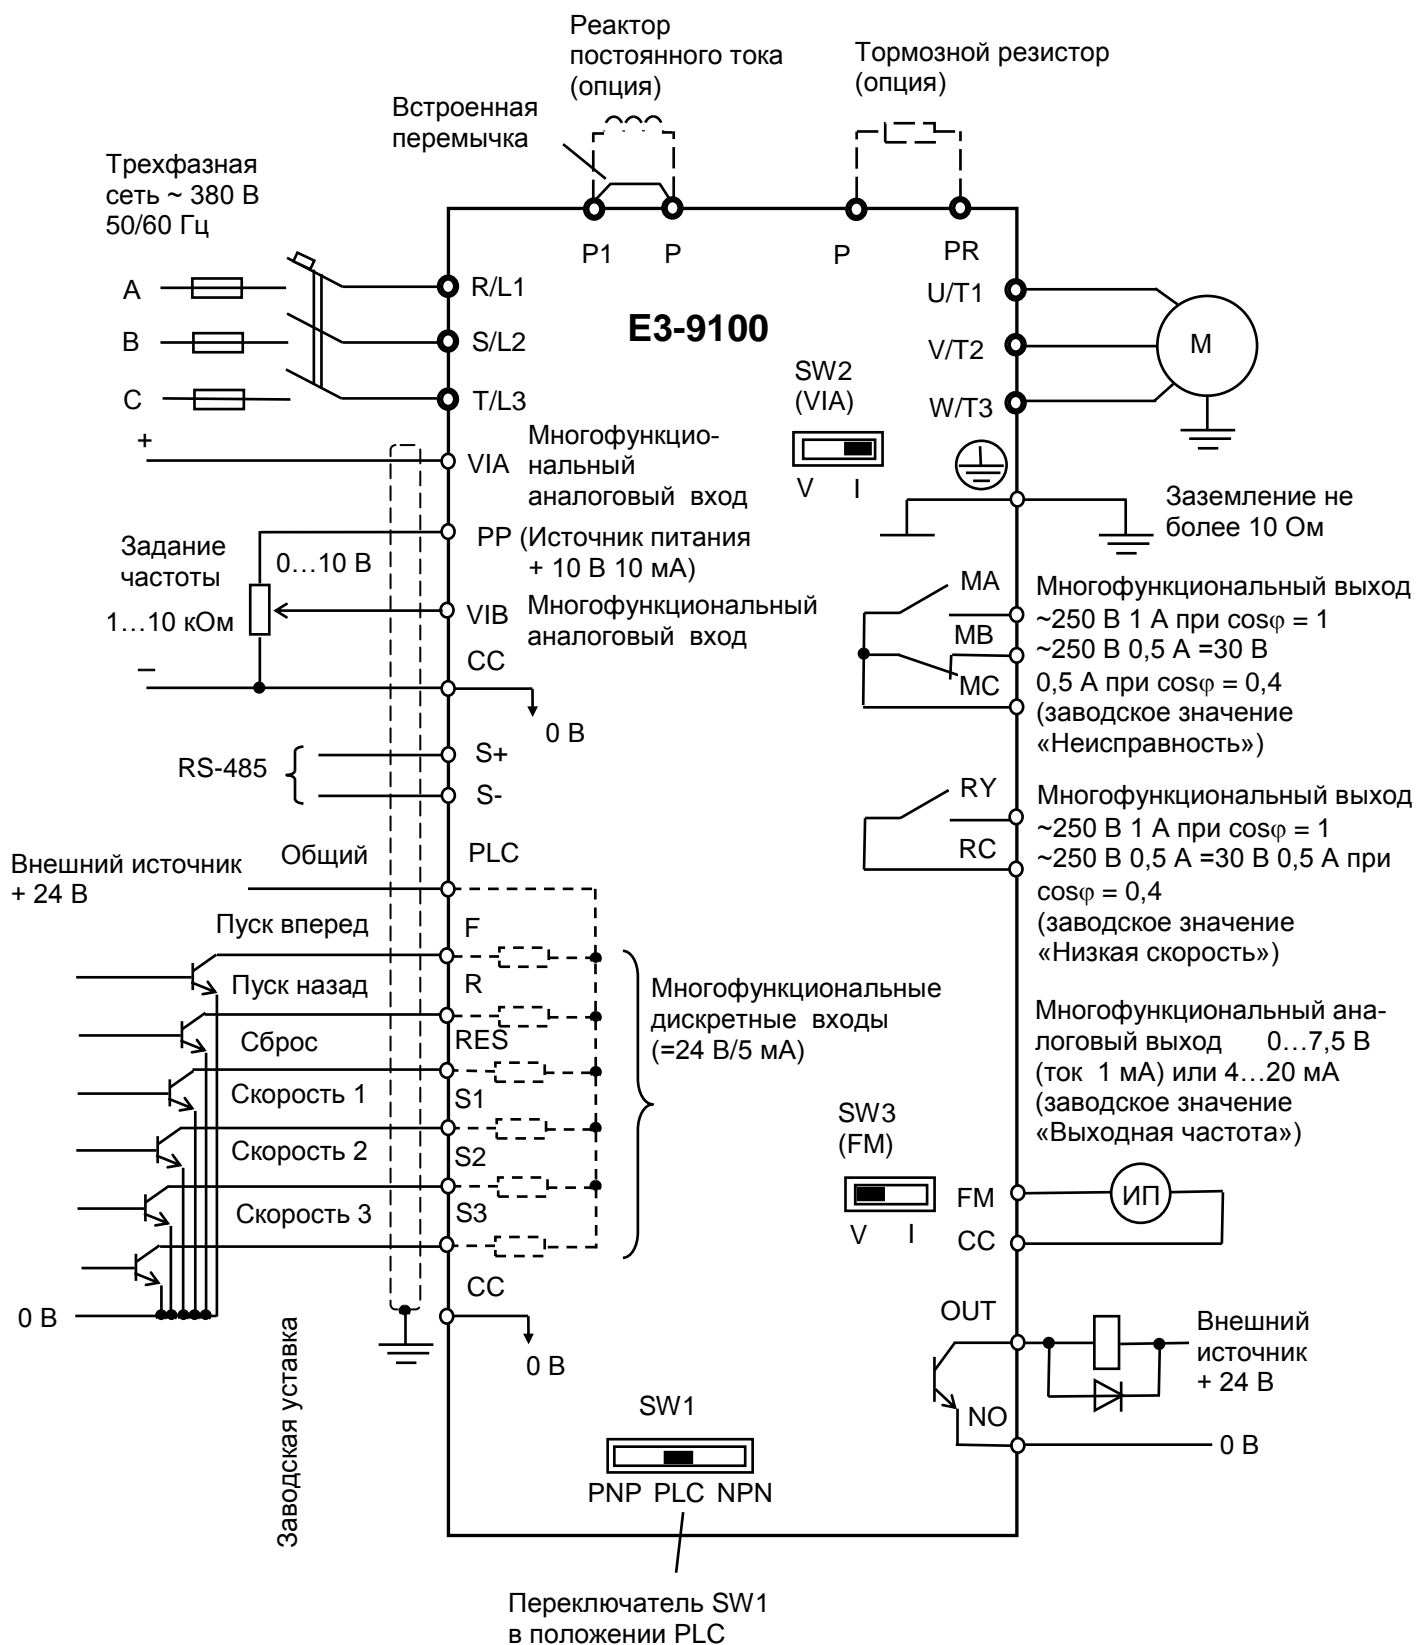 Реактор
постоянного тока
(опция)
Тормозной резистор
(опция)
Встроенная
перемычка
Трехфазная
сеть ~ 380 В
50/60 Гц
P1
P
P
PR
A
R/L1
U/T1
E3-9100
B
S/L2
V/T2
M
C
T/L3
W/T3
SW2
(VIA)
V
I
+
VIA
Многофункцио-
нальный
аналоговый вход
Заземление не
более 10 Ом
PP (Источник питания
+ 10 В 10 мА)
Задание
частоты
0…10 В
1…10 кОм
VIB
Многофункциональный
аналоговый вход
CC
–
0 В
MA
MB
MC
Многофункциональный выход
~250 В 1 А при cosφ = 1
~250 В 0,5 А =30 В
0,5 А при cosφ = 0,4
(заводское значение
«Неисправность»)
RS-485
S+
S-
RY
RC
Многофункциональный выход
~250 В 1 А при cosφ = 1
~250 В 0,5 А =30 В 0,5 А при
cosφ = 0,4
(заводское значение
«Низкая скорость»)
Внешний источник
+ 24 В
Общий
PLC
Пуск вперед
F
Пуск назад
R
Сброс
RES
Скорость 1
S1
Скорость 2
S2
Скорость 3
S3
Многофункциональные
дискретные входы
(=24 В/5 мА)
Многофункциональный ана-
логовый выход 0…7,5 В
(ток 1 мА) или 4…20 мА
(заводское значение
«Выходная частота»)
SW3
(FM)
V
I
FM
ИП
CC
CC
0 В
0 В
OUT
NO
Внешний
источник
+ 24 В
0 В
Заводская уставка
SW1
PNP PLC NPN
Переключатель SW1
в положении PLC